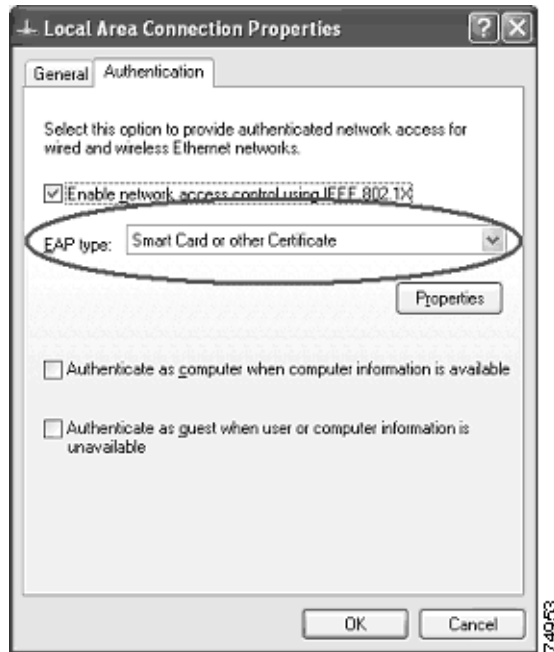 Local Area Connection Properties
General Authentication
Select this option to provide authenticated network access for
wired and wireless Ethernet networks.
Enable network access control using IEEE 802.1X
EAP type: Smart Card or other Certificate
Properties
Authenticate as computer when computer information is available
Authenticate as guest when user or computer information is
unavailable
OK Cancel
74953